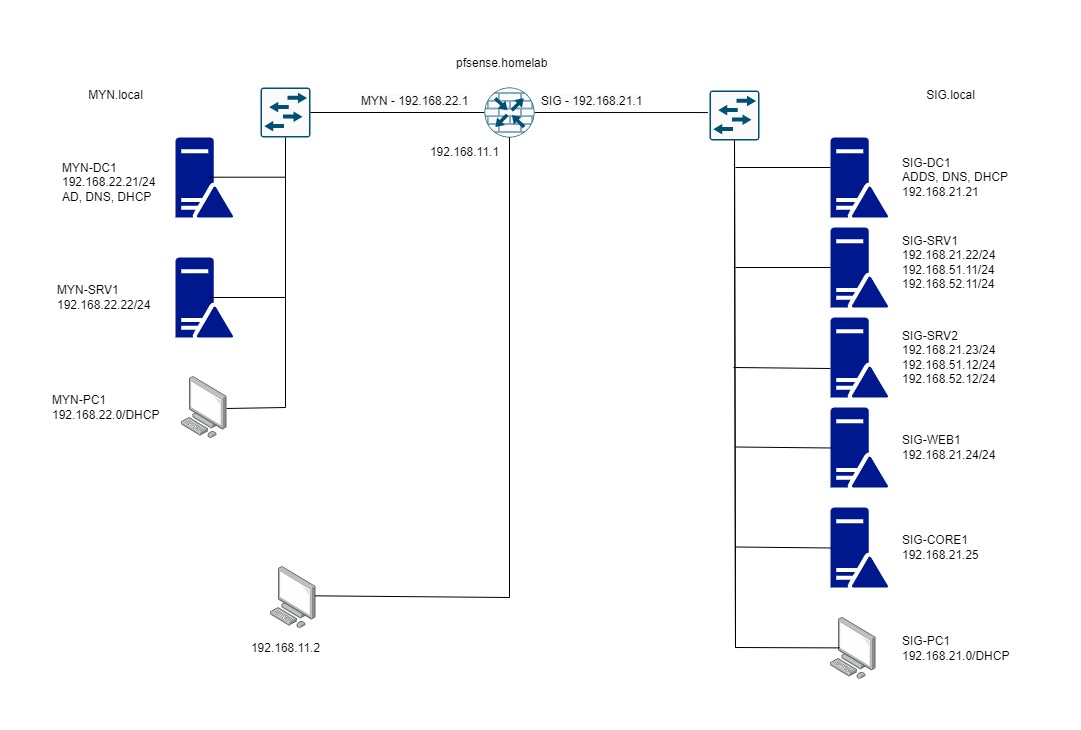 pfsense.homelab
MYN.local
SIG.local
MYN - 192.168.22.1
SIG - 192.168.21.1
192.168.11.1
MYN-DC1
192.168.22.21/24
AD, DNS, DHCP
MYN-SRV1
192.168.22.22/24
MYN-PC1
192.168.22.0/DHCP
192.168.11.2
SIG-DC1
ADDS, DNS, DHCP
192.168.21.21
SIG-SRV1
192.168.21.22/24
192.168.51.11/24
192.168.52.11/24
SIG-SRV2
192.168.21.23/24
192.168.51.12/24
192.168.52.12/24
SIG-WEB1
192.168.21.24/24
SIG-CORE1
192.168.21.25
SIG-PC1
192.168.21.0/DHCP